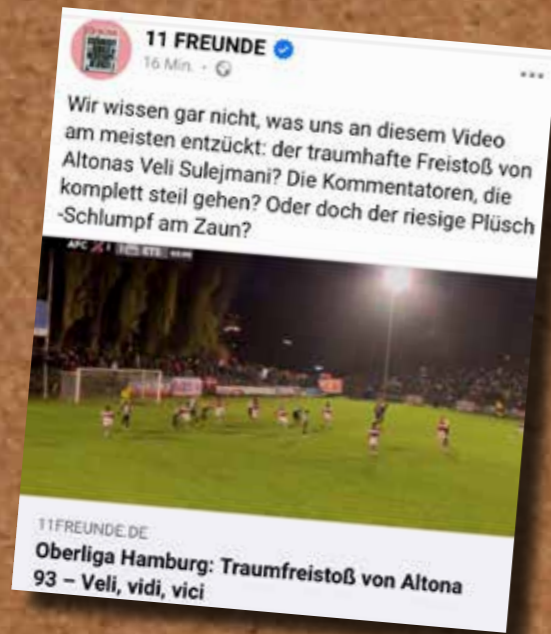 11 FREUNDE
16 Min.
Wir wissen gar nicht, was uns an diesem Video
am meisten entzückt: der traumhafte Freistoß von
Altonas Veli Sulejmani? Die Kommentatoren, die
komplett steil gehen? Oder doch der riesige Plüsch
-Schlumpf am Zaun?
AFC
11FREUNDE.DE
Oberliga Hamburg: Traumfreistoß von Altona
93 – Veli, vidi, vici